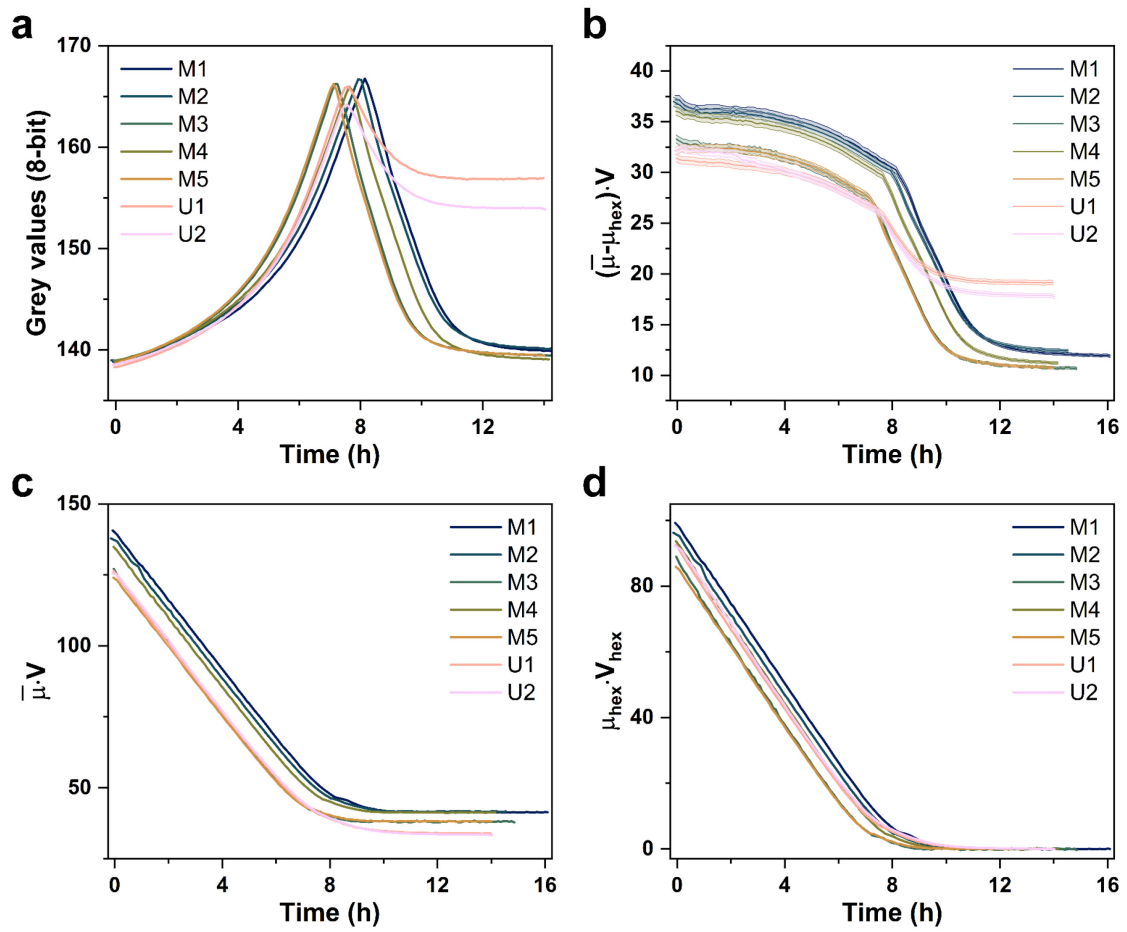 a
170
160
150
140
Grey values (8-bit)
M1
M2
M3
M4
M5
U1
U2
0
4
8
12
Time (h)
b
40
35
30
25
20
15
10
(μ̅-μhex)·V
M1
M2
M3
M4
M5
U1
U2
0
4
8
12
16
Time (h)
c
150
100
50
μ̅·V
M1
M2
M3
M4
M5
U1
U2
0
4
8
12
16
Time (h)
d
80
40
0
μhex·Vhex
M1
M2
M3
M4
M5
U1
U2
0
4
8
12
16
Time (h)